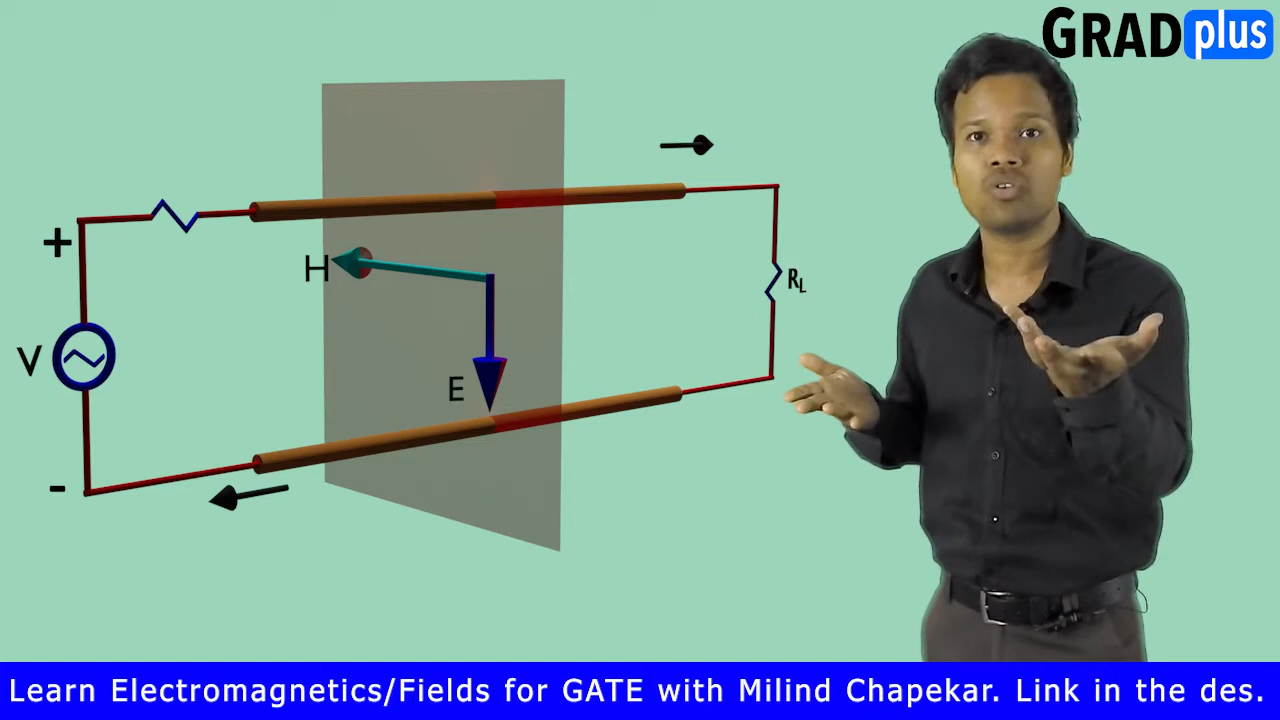 GRADplus
+
H
RL
V
E
-
Learn Electromagnetics/Fields for GATE with Milind Chapekar. Link in the des.